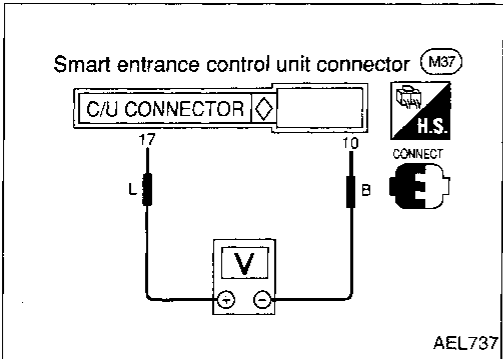 Smart entrance control unit connector M37
C/U CONNECTOR
H.S.
17 10
CONNECT
L B
V
+ −
AEL737